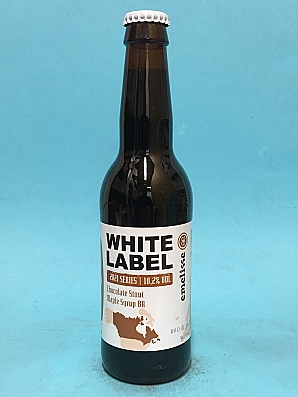 WHITE
LABEL
2021 SERIES | 10,2% VOL
Chocolate Stout
Maple Syrup BA
emelisse